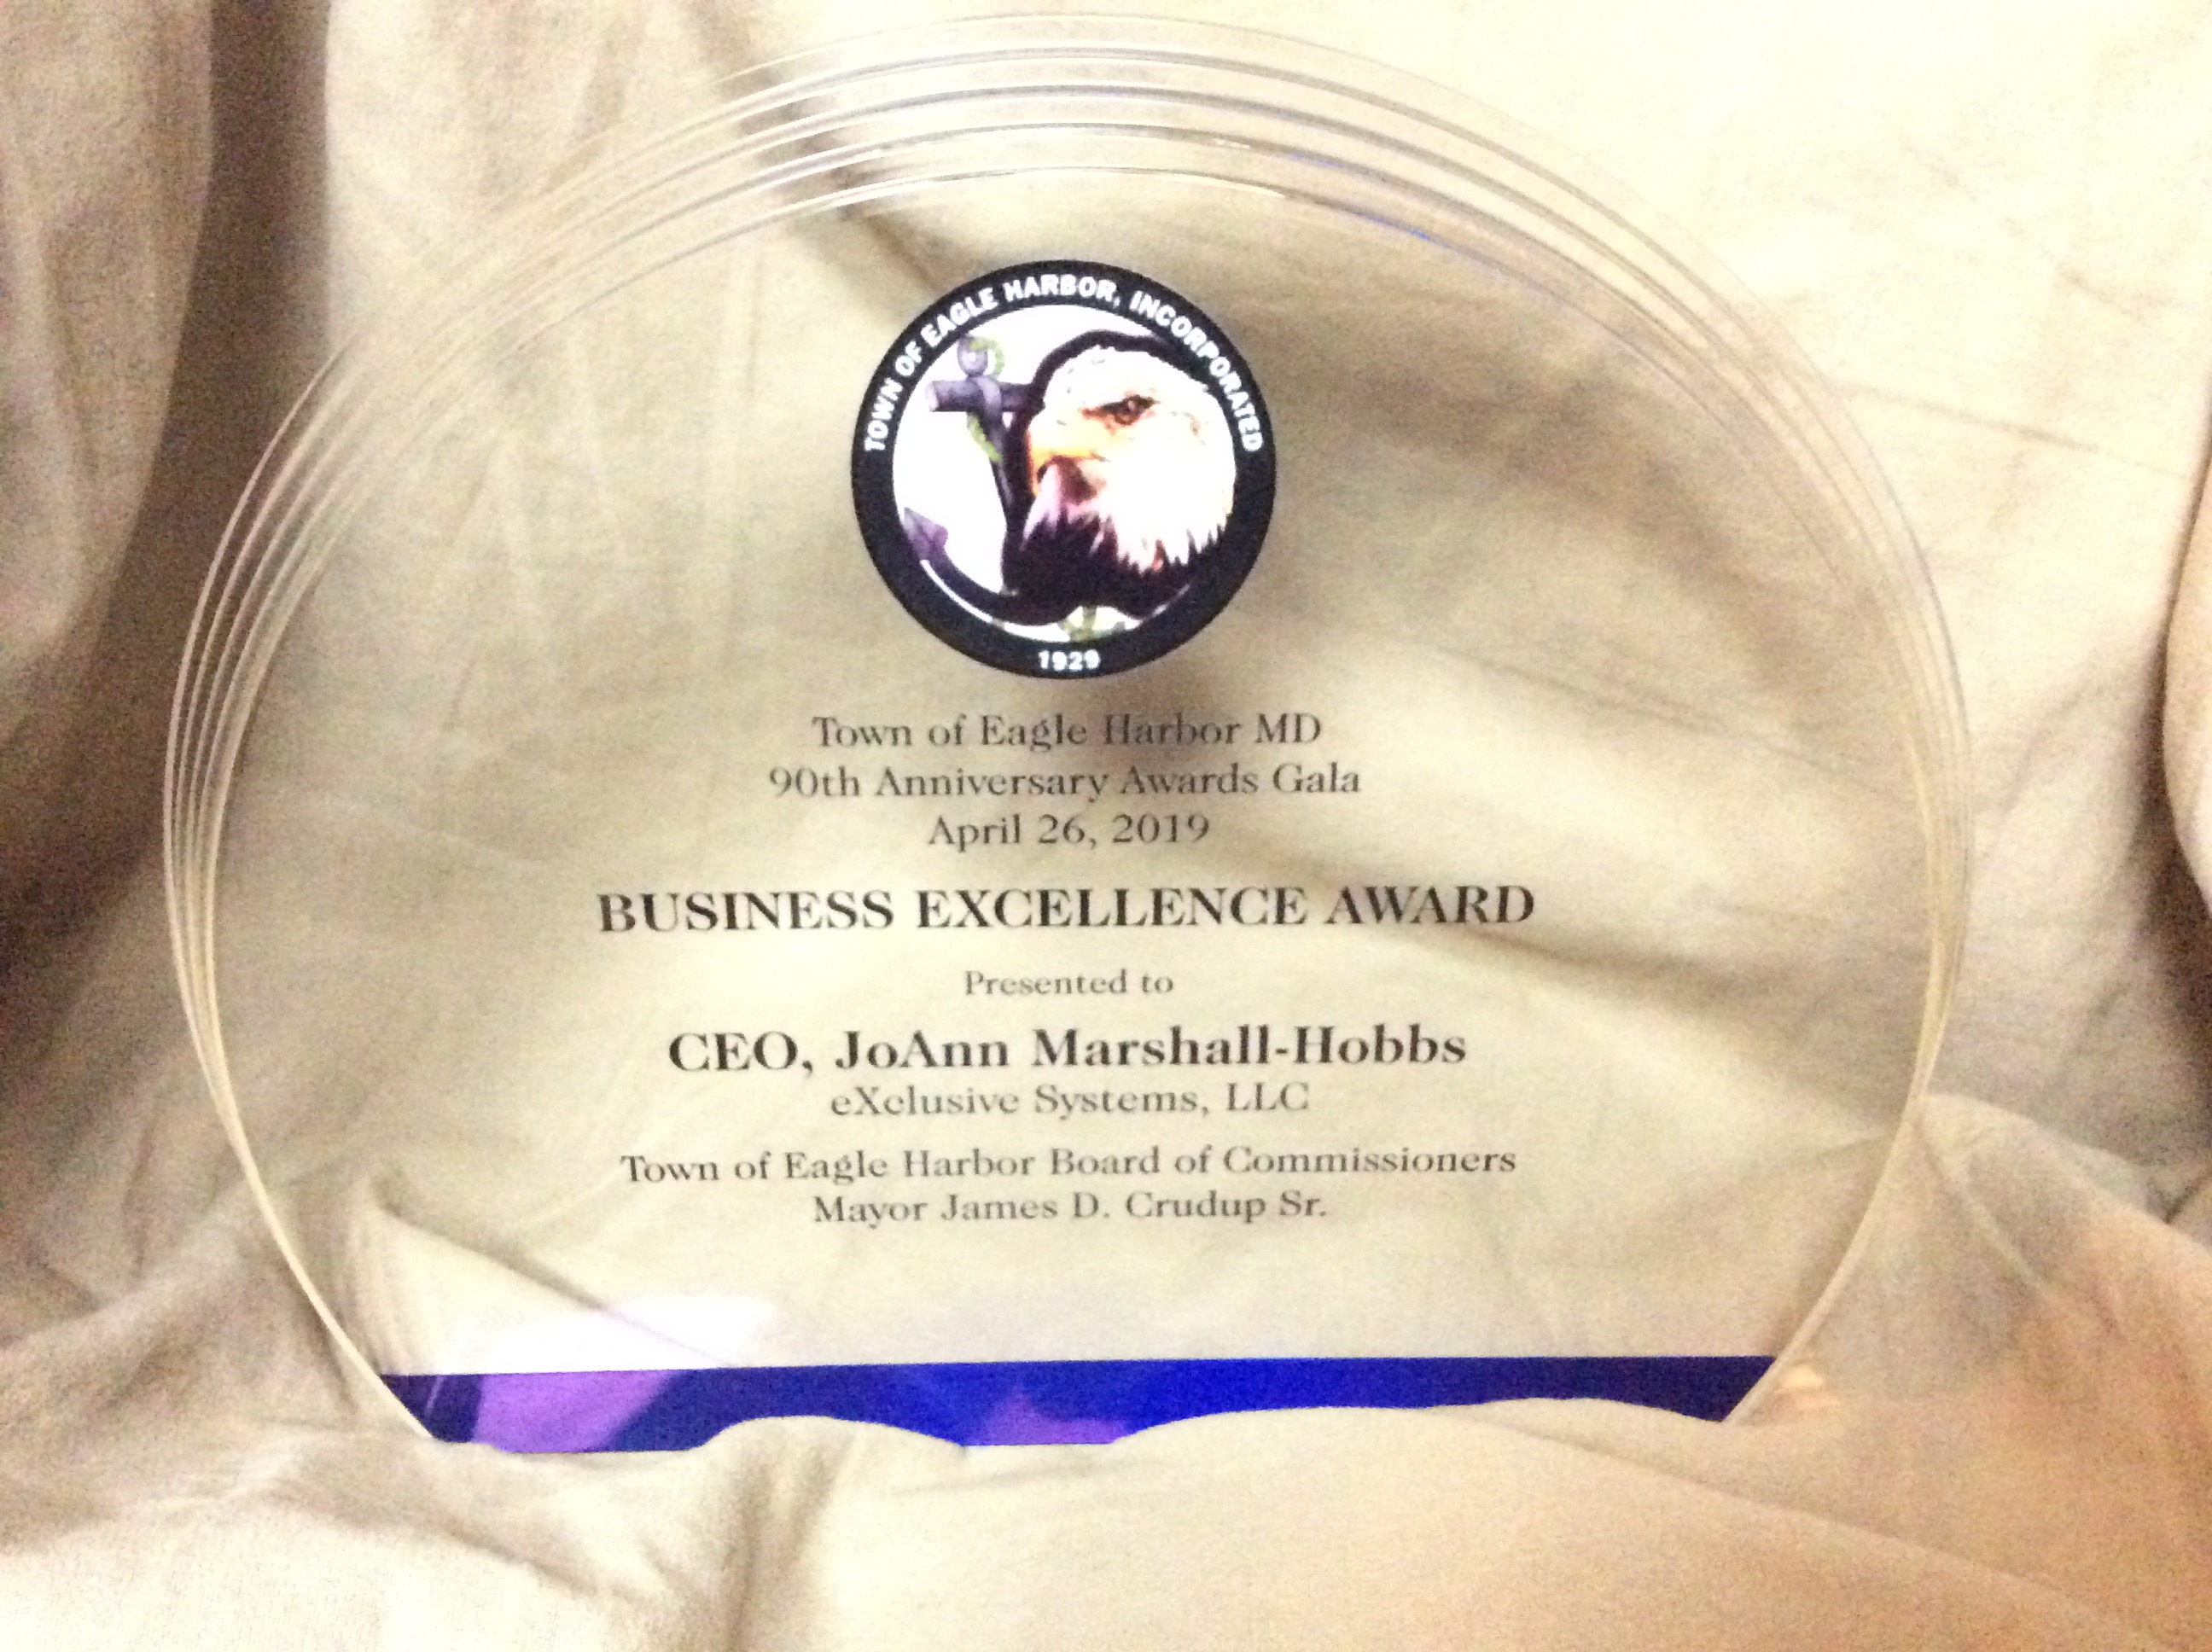 TOWN OF EAGLE HARBOR, INCORPORATED
1929
Town of Eagle Harbor MD
90th Anniversary Awards Gala
April 26, 2019
BUSINESS EXCELLENCE AWARD
Presented to
CEO, JoAnn Marshall-Hobbs
eXclusive Systems, LLC
Town of Eagle Harbor Board of Commissioners
Mayor James D. Crudup Sr.